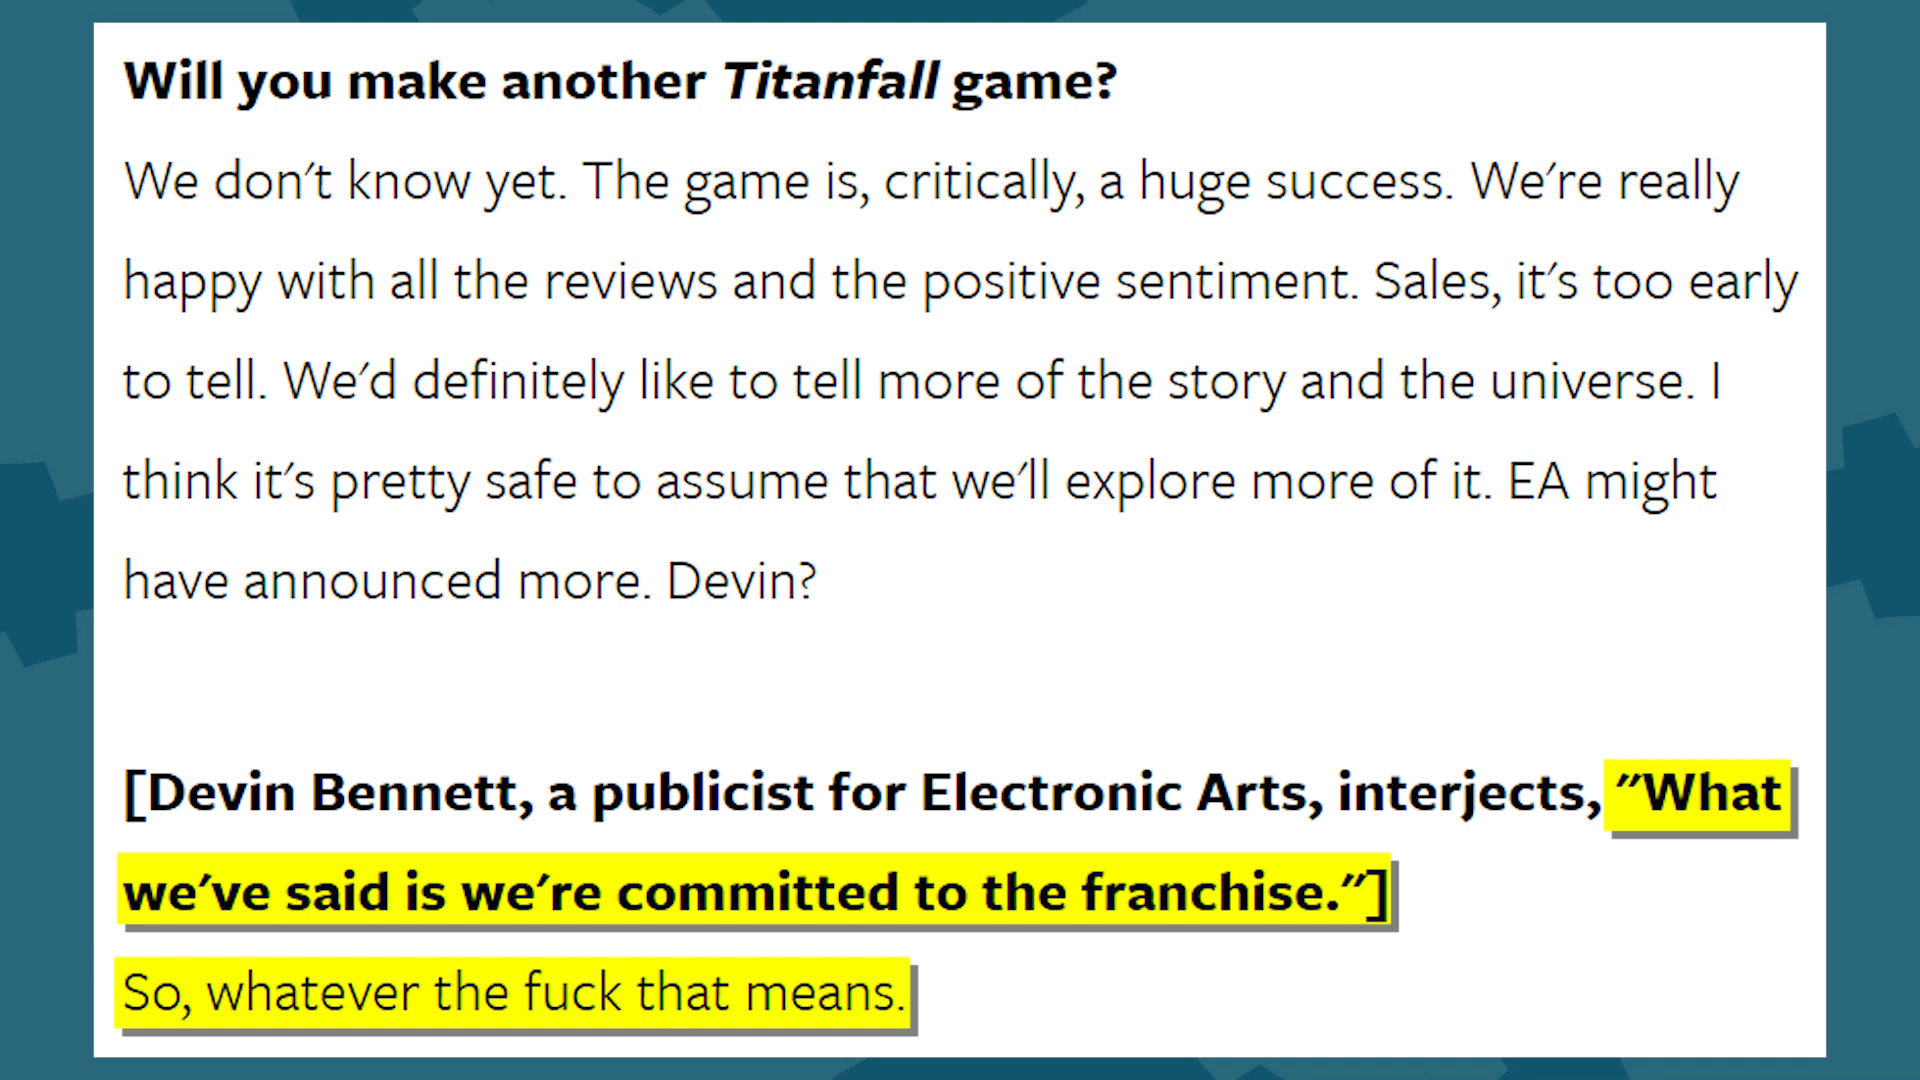 Will you make another Titanfall game?
We don't know yet. The game is, critically, a huge success. We're really
happy with all the reviews and the positive sentiment. Sales, it's too early
to tell. We'd definitely like to tell more of the story and the universe. I
think it's pretty safe to assume that we'll explore more of it. EA might
have announced more. Devin?
[Devin Bennett, a publicist for Electronic Arts, interjects, "What
we've said is we're committed to the franchise."]
So, whatever the fuck that means.